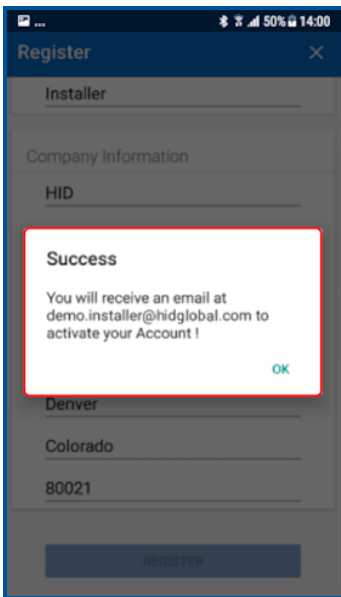 ... 50% 14:00
Register ×
Installer
Company Information
HID
Success
You will receive an email at
demo.installer@hidglobal.com to
activate your Account !
OK
Denver
Colorado
80021
REGISTER